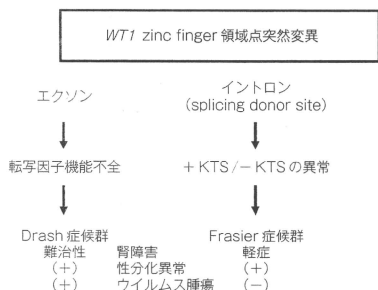 WT1 zinc finger 領域点突然変異
エクソン
イントロン
(splicing donor site)
転写因子機能不全
+ KTS /− KTS の異常
Drash 症候群 Frasier 症候群
難治性 腎障害 軽症
(+) 性分化異常 (+)
(+) ウイルムス腫瘍 (−)